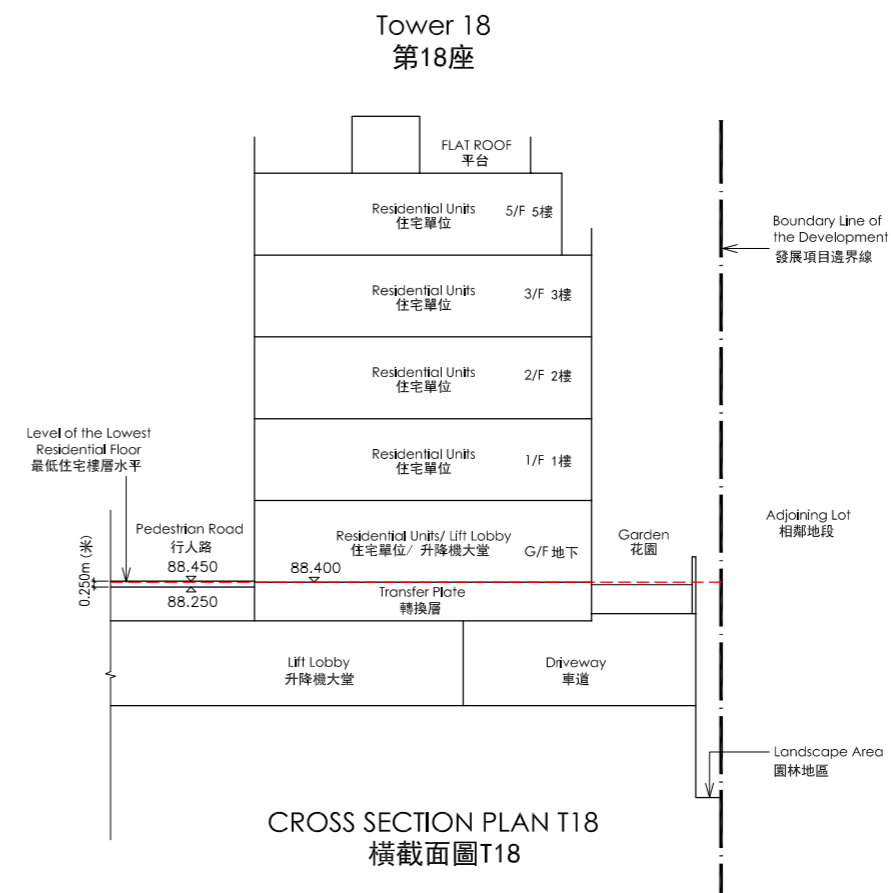 Tower 18
第18座
FLAT ROOF
平台
Residential Units
住宅單位
5/F 5樓
Boundary Line of
the Development
發展項目邊界線
Residential Units
住宅單位
3/F 3樓
Residential Units
住宅單位
2/F 2樓
Level of the Lowest
Residential Floor
最低住宅樓層水平
Residential Units
住宅單位
1/F 1樓
Pedestrian Road
行人路
88.450
88.250
0.250m (米)
Residential Units/ Lift Lobby
住宅單位/ 升降機大堂
G/F 地下
88.400
Garden
花園
Adjoining Lot
相鄰地段
Transfer Plate
轉換層
Lift Lobby
升降機大堂
Driveway
車道
Landscape Area
園林地區
CROSS SECTION PLAN T18
橫截面圖T18